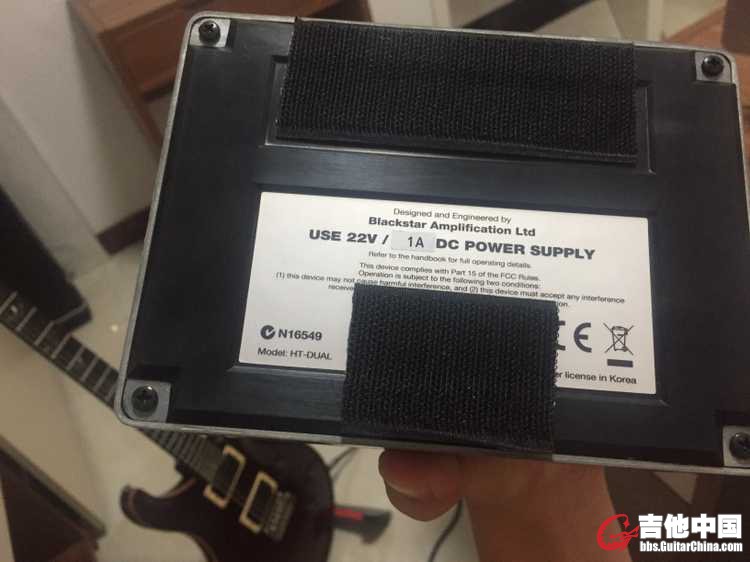 Designed and Engineered by
Blackstar Amplification Ltd
USE 22V / 1A DC POWER SUPPLY
Refer to the handbook for full operating details.
This device complies with Part 15 of the FCC Rules.
Operation is subject to the following two conditions:
(1) this device may not cause harmful interference, and (2) this device must accept any interference
N16549
CE
Model: HT-DUAL
license in Korea
吉他中国
bbs.GuitarChina.com